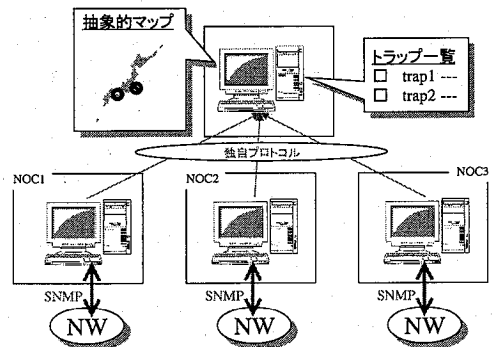 抽象的マップ
トラップ一覧
□ trap1 ---
□ trap2 ---
独自プロトコル
NOC1
NOC2
NOC3
SNMP
SNMP
SNMP
NW
NW
NW